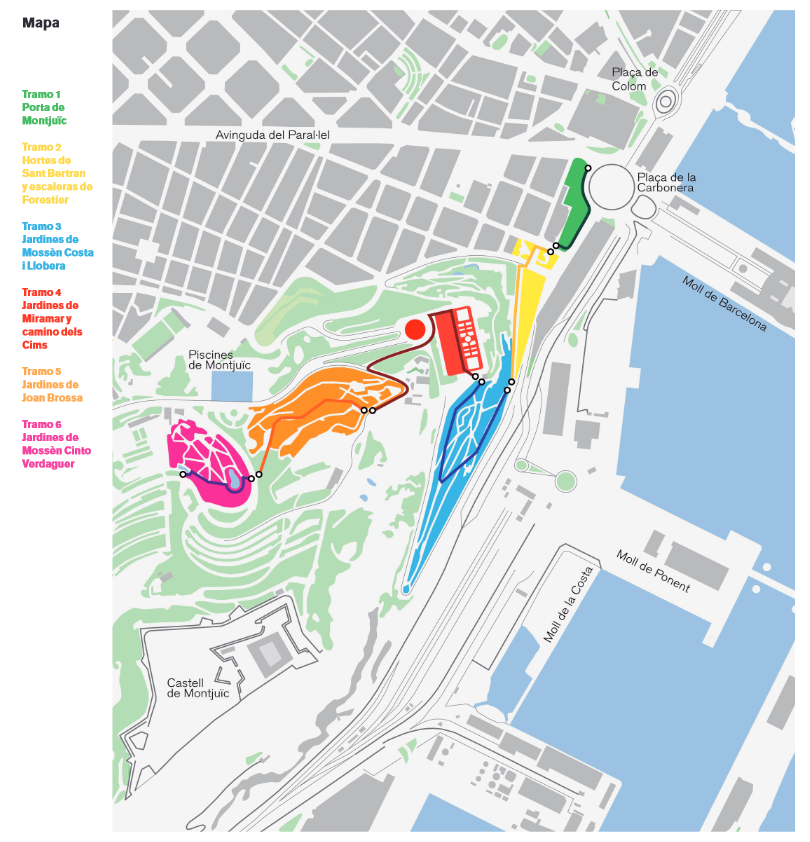 Mapa
Tramo 1
Porta de
Montjuïc
Tramo 2
Hortes de
Sant Bertran
y escaleras de
Forestier
Tramo 3
Jardines de
Mossèn Costa
i Llobera
Tramo 4
Jardines de
Miramar y
camino dels
Cims
Tramo 5
Jardines de
Joan Brossa
Tramo 6
Jardines de
Mossèn Cinto
Verdaguer
Plaça de
Colom
Avinguda del Paral·lel
Plaça de la
Carbonera
Moll de Barcelona
Piscines
de Montjuïc
Moll de Ponent
Moll de la Costa
Castell
de Montjuïc